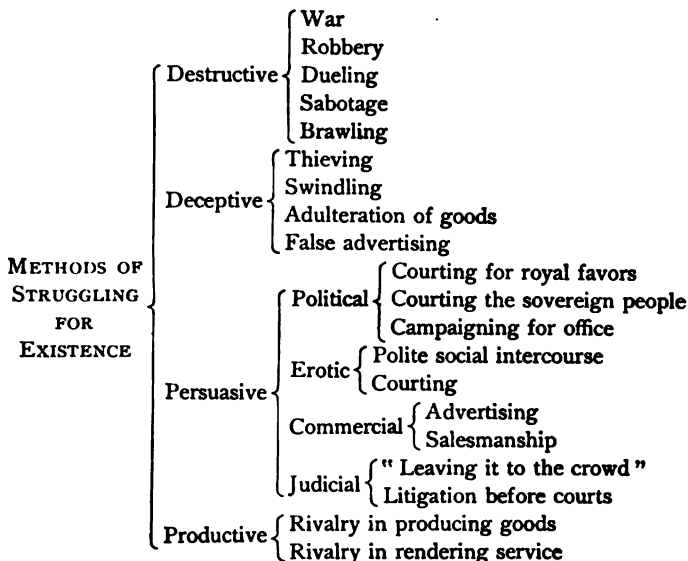 War
Robbery
Destructive Dueling
Sabotage
Brawling
Thieving
Swindling
Deceptive
Adulteration of goods
False advertising
METHODS OF
STRUGGLING
FOR
EXISTENCE
Courting for royal favors
Political Courting the sovereign people
Campaigning for office
Polite social intercourse
Erotic
Courting
Persuasive
Advertising
Commercial
Salesmanship
" Leaving it to the crowd "
Judicial
Litigation before courts
Rivalry in producing goods
Productive
Rivalry in rendering service